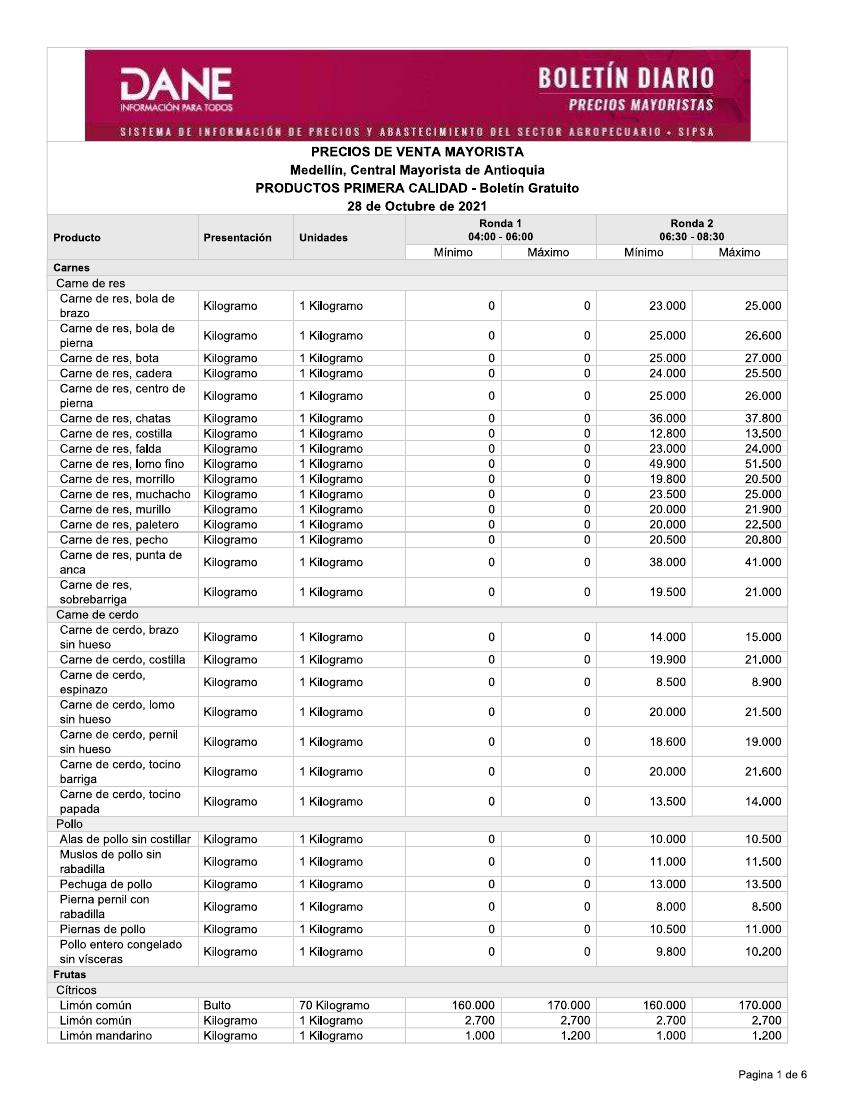 DANE
INFORMACIÓN PARA TODOS
BOLETÍN DIARIO
PRECIOS MAYORISTAS
SISTEMA DE INFORMACIÓN DE PRECIOS Y ABASTECIMIENTO DEL SECTOR AGROPECUARIO • SIPSA
PRECIOS DE VENTA MAYORISTA
Medellín, Central Mayorista de Antioquia
PRODUCTOS PRIMERA CALIDAD - Boletín Gratuito
28 de Octubre de 2021
Producto Presentación Unidades Ronda 1 04:00 - 06:00 Ronda 2 06:30 - 08:30
Mínimo Máximo Mínimo Máximo
Carnes
Carne de res
Carne de res, bola de brazo Kilogramo 1 Kilogramo 0 0 23.000 25.000
Carne de res, bola de pierna Kilogramo 1 Kilogramo 0 0 25.000 26.600
Carne de res, bota Kilogramo 1 Kilogramo 0 0 25.000 27.000
Carne de res, cadera Kilogramo 1 Kilogramo 0 0 24.000 25.500
Carne de res, centro de pierna Kilogramo 1 Kilogramo 0 0 25.000 26.000
Carne de res, chatas Kilogramo 1 Kilogramo 0 0 36.000 37.800
Carne de res, costilla Kilogramo 1 Kilogramo 0 0 12.800 13.500
Carne de res, falda Kilogramo 1 Kilogramo 0 0 23.000 24.000
Carne de res, lomo fino Kilogramo 1 Kilogramo 0 0 49.900 51.500
Carne de res, morrillo Kilogramo 1 Kilogramo 0 0 19.800 20.500
Carne de res, muchacho Kilogramo 1 Kilogramo 0 0 23.500 25.000
Carne de res, murillo Kilogramo 1 Kilogramo 0 0 20.000 21.900
Carne de res, paletero Kilogramo 1 Kilogramo 0 0 20.000 22.500
Carne de res, pecho Kilogramo 1 Kilogramo 0 0 20.500 20.800
Carne de res, punta de anca Kilogramo 1 Kilogramo 0 0 38.000 41.000
Carne de res, sobrebarriga Kilogramo 1 Kilogramo 0 0 19.500 21.000
Carne de cerdo
Carne de cerdo, brazo sin hueso Kilogramo 1 Kilogramo 0 0 14.000 15.000
Carne de cerdo, costilla Kilogramo 1 Kilogramo 0 0 19.900 21.000
Carne de cerdo, espinazo Kilogramo 1 Kilogramo 0 0 8.500 8.900
Carne de cerdo, lomo sin hueso Kilogramo 1 Kilogramo 0 0 20.000 21.500
Carne de cerdo, pernil sin hueso Kilogramo 1 Kilogramo 0 0 18.600 19.000
Carne de cerdo, tocino barriga Kilogramo 1 Kilogramo 0 0 20.000 21.600
Carne de cerdo, tocino papada Kilogramo 1 Kilogramo 0 0 13.500 14.000
Pollo
Alas de pollo sin costillar Kilogramo 1 Kilogramo 0 0 10.000 10.500
Muslos de pollo sin rabadilla Kilogramo 1 Kilogramo 0 0 11.000 11.500
Pechuga de pollo Kilogramo 1 Kilogramo 0 0 13.000 13.500
Pierna pernil con rabadilla Kilogramo 1 Kilogramo 0 0 8.000 8.500
Piernas de pollo Kilogramo 1 Kilogramo 0 0 10.500 11.000
Pollo entero congelado sin vísceras Kilogramo 1 Kilogramo 0 0 9.800 10.200
Frutas
Cítricos
Limón común Bulto 70 Kilogramo 160.000 170.000 160.000 170.000
Limón común Kilogramo 1 Kilogramo 2.700 2.700 2.700 2.700
Limón mandarino Kilogramo 1 Kilogramo 1.000 1.200 1.000 1.200
Pagina 1 de 6